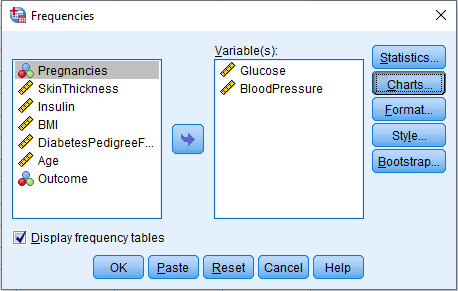 Frequencies
Variable(s):
Pregnancies
SkinThickness
Insulin
BMI
DiabetesPedigreeF...
Age
Outcome
Glucose
BloodPressure
Statistics...
Charts...
Format...
Style...
Bootstrap...
Display frequency tables
OK Paste Reset Cancel Help